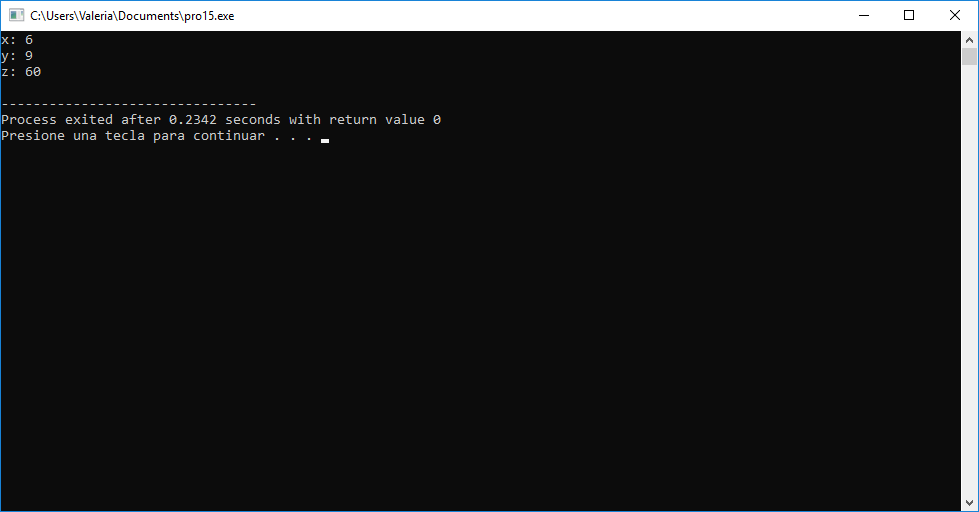 C:\Users\Valeria\Documents\pro15.exe
x: 6
y: 9
z: 60
--------------------------------
Process exited after 0.2342 seconds with return value 0
Presione una tecla para continuar . . .